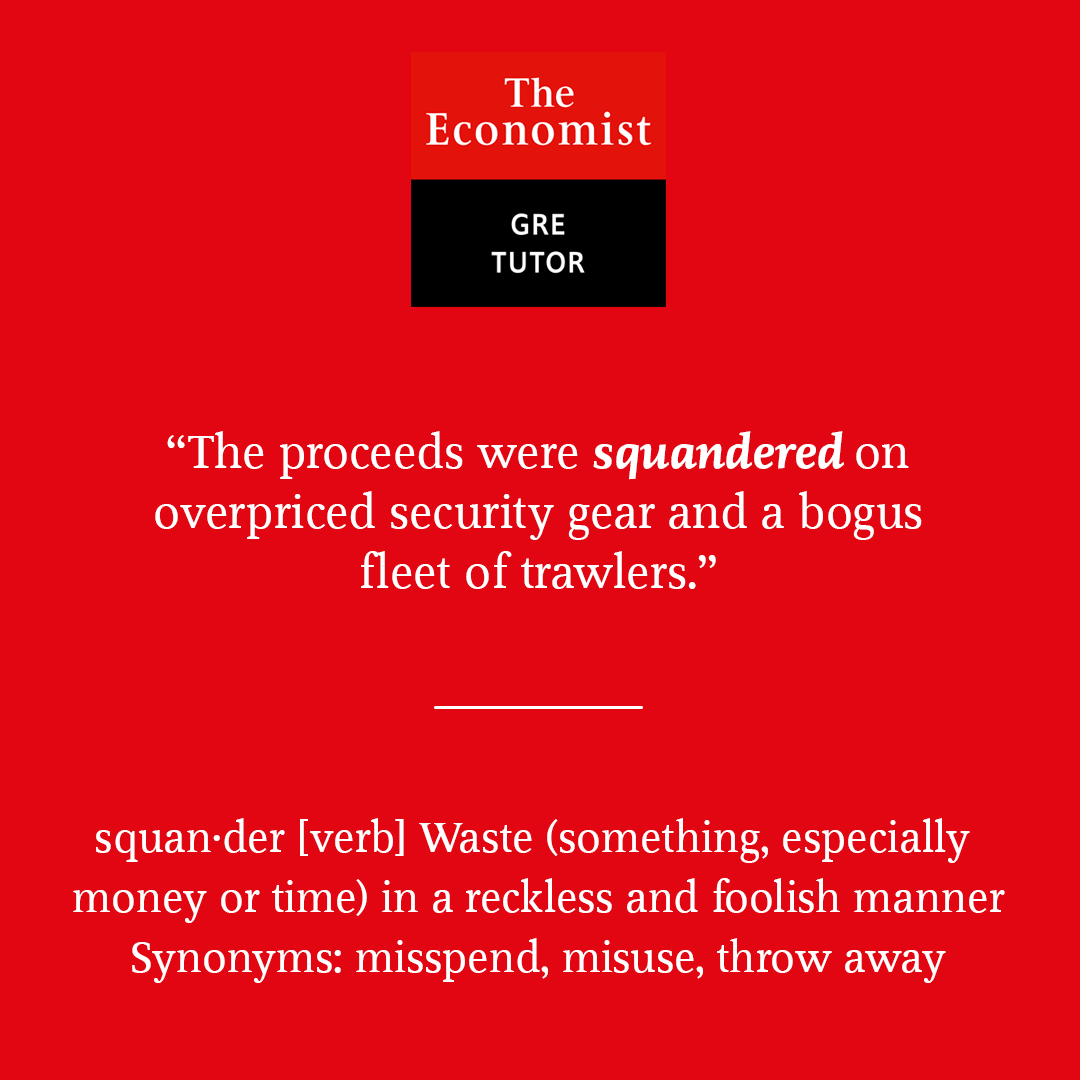 The
Economist
GRE
TUTOR
“The proceeds were squandered on
overpriced security gear and a bogus
fleet of trawlers.”
squan·der [verb] Waste (something, especially
money or time) in a reckless and foolish manner
Synonyms: misspend, misuse, throw away